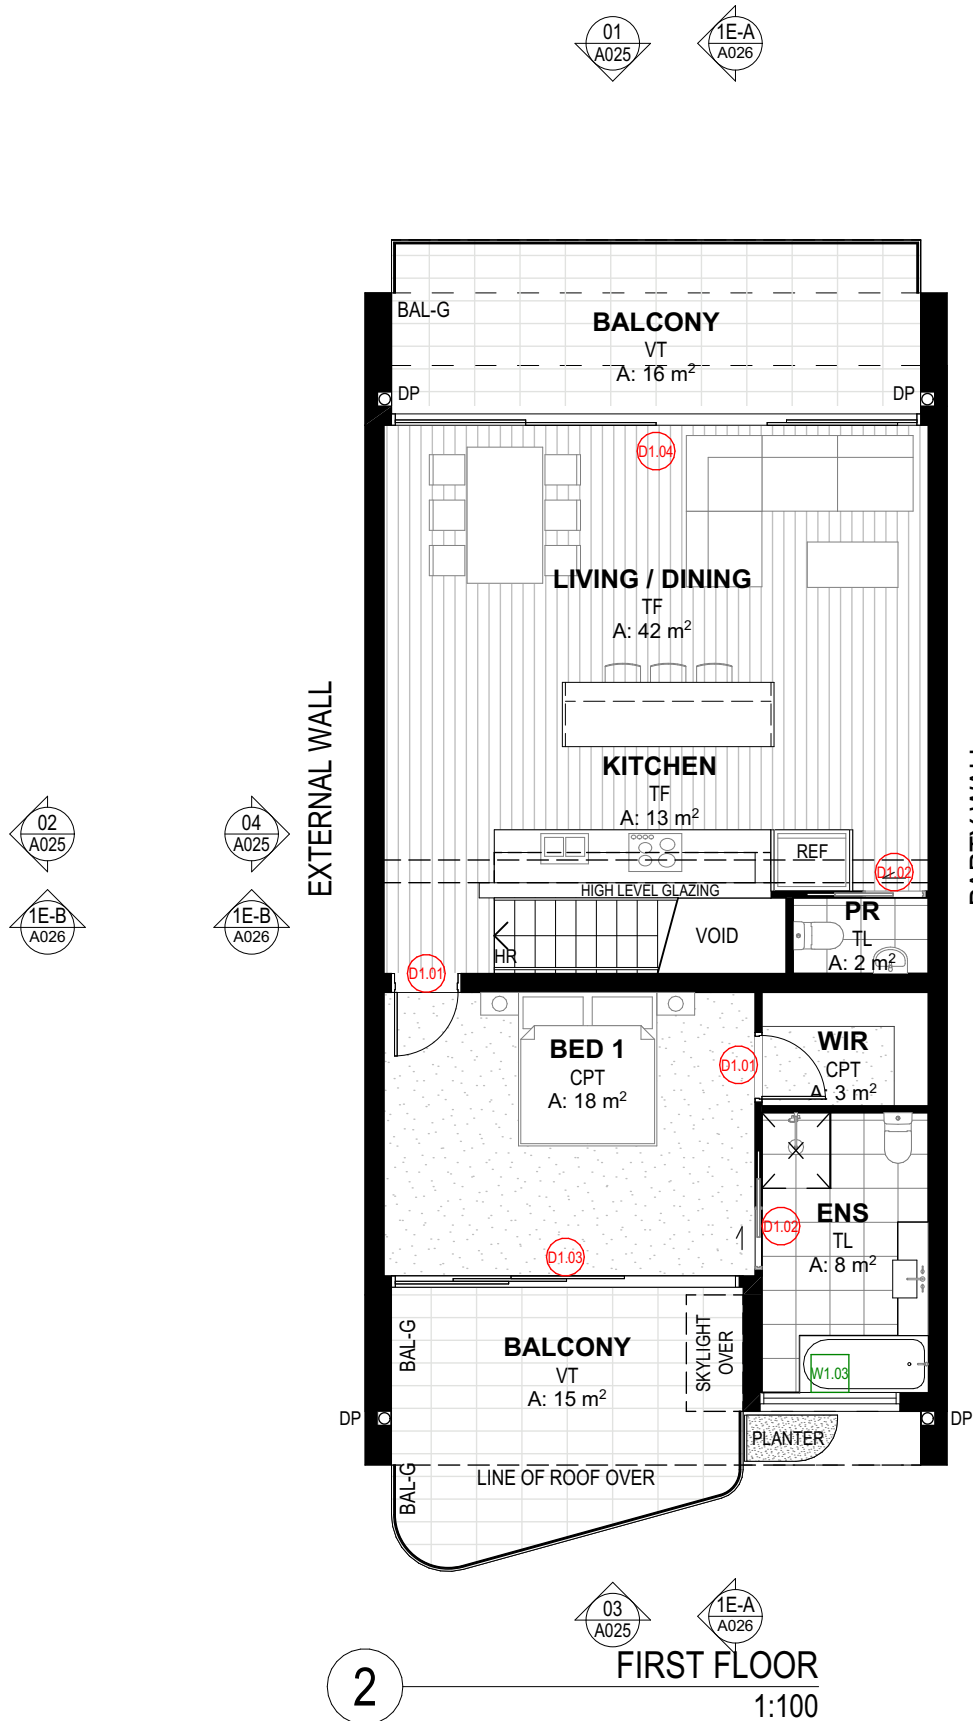 01
A025
1E-A
A026
BAL-G
BALCONY
VT
A: 16 m²
DP
DP
D1.04
LIVING / DINING
TF
A: 42 m²
EXTERNAL WALL
KITCHEN
TF
A: 13 m²
PARTY WALL
02
A025
04
A025
REF
D1.02
HIGH LEVEL GLAZING
1E-B
A026
1E-B
A026
PR
TL
A: 2 m²
VOID
HR
D1.01
BED 1
CPT
A: 18 m²
D1.01
WIR
CPT
A: 3 m²
ENS
TL
A: 8 m²
D1.02
D1.03
BAL-G
BALCONY
VT
A: 15 m²
SKYLIGHT
OVER
W1.03
DP
DP
PLANTER
BAL-G
LINE OF ROOF OVER
03
A025
1E-A
A026
2
FIRST FLOOR
1:100